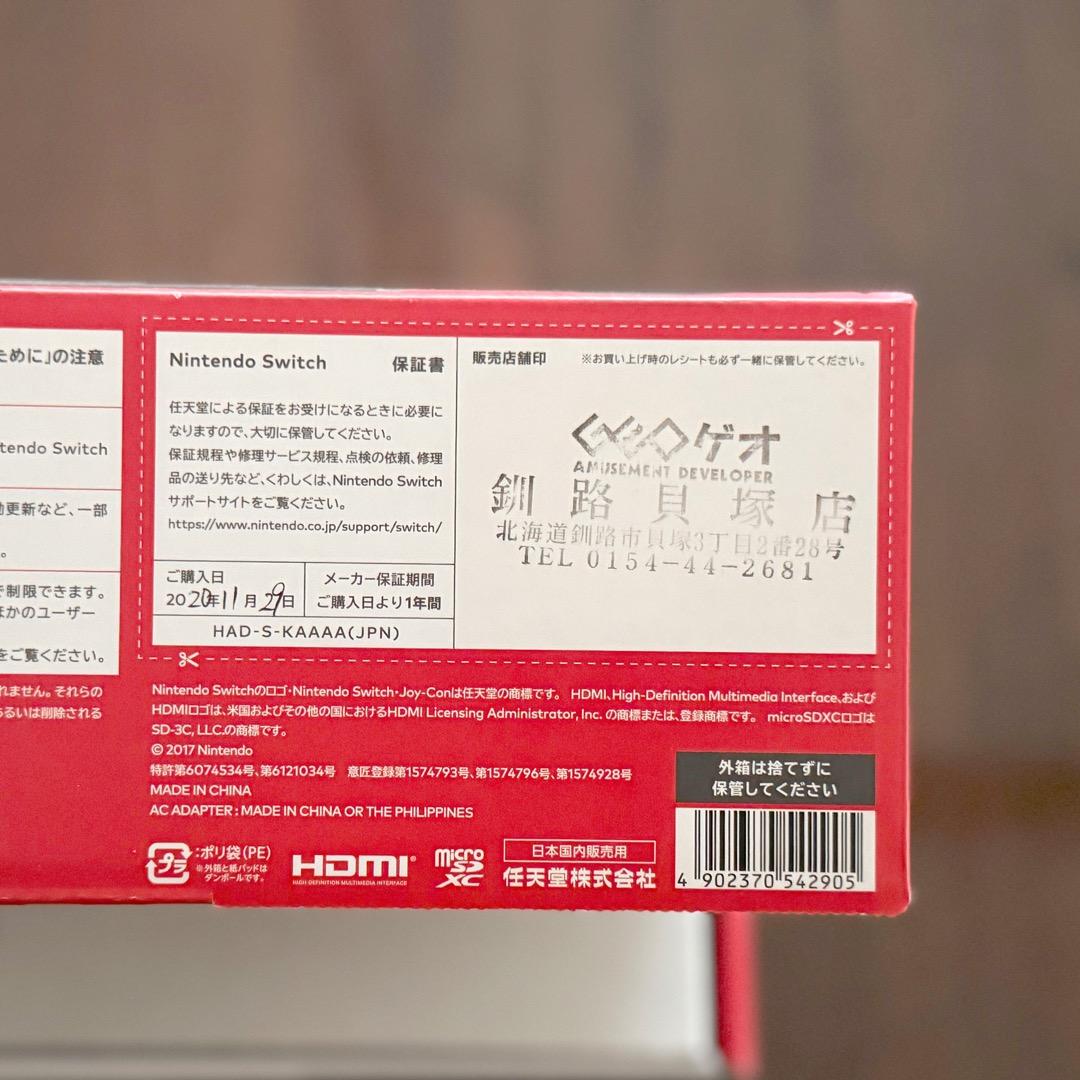 ために」の注意
tendo Switch
動更新など、一部
。
で制限できます。
ほかのユーザー
をご覧ください。
れません。それらの
あるいは削除される
Nintendo Switch 保証書
任天堂による保証をお受けになるときに必要に
なりますので、大切に保管してください。
保証規程や修理サービス規程、点検の依頼、修理
品の送り先など、くわしくは、Nintendo Switch
サポートサイトをご覧ください。
https://www.nintendo.co.jp/support/switch/
ご購入日
2020年11月29日
メーカー保証期間
ご購入日より1年間
HAD-S-KAAAA(JPN)
販売店舗印 ※お買い上げ時のレシートも必ず一緒に保管してください。
GEOゲオ
AMUSEMENT DEVELOPER
釧路貝塚店
北海道釧路市貝塚3丁目2番28号
TEL 0154-44-2681
Nintendo Switchのロゴ・Nintendo Switch・Joy-Conは任天堂の商標です。 HDMI、High-Definition Multimedia Interface、および
HDMIロゴは、米国およびその他の国におけるHDMI Licensing Administrator, Inc. の商標または、登録商標です。 microSDXCロゴは
SD-3C, LLC.の商標です。
© 2017 Nintendo
特許第6074534号、第6121034号 意匠登録第1574793号、第1574796号、第1574928号
MADE IN CHINA
AC ADAPTER : MADE IN CHINA OR THE PHILIPPINES
外箱は捨てずに
保管してください
プラ
:ポリ袋(PE)
※外箱と紙パッドは
ダンボールです。
HDMI®
HIGH-DEFINITION MULTIMEDIA INTERFACE
micro
SD
XC
日本国内販売用
任天堂株式会社
4 902370 542905